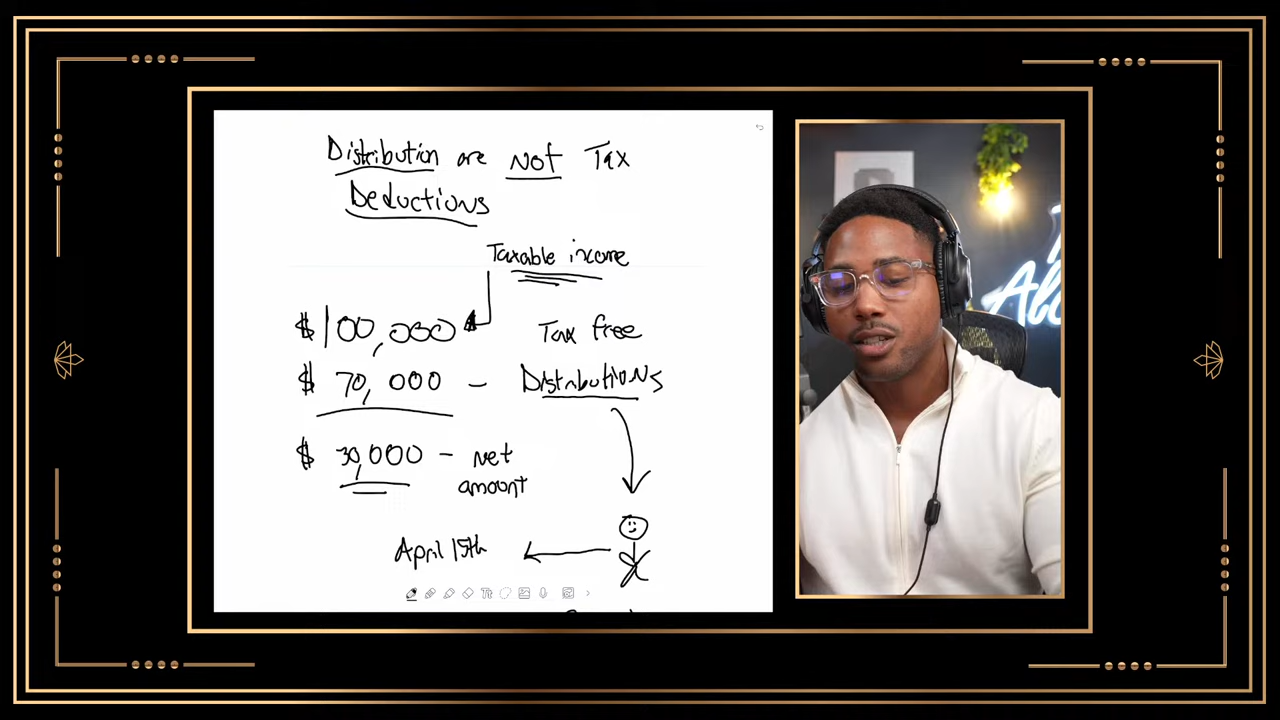 Distribution are Not Tax
Deductions
Taxable income
$100,000
Tax free
$ 70,000 - Distributions
$ 30,000 - net
amount
April 15th